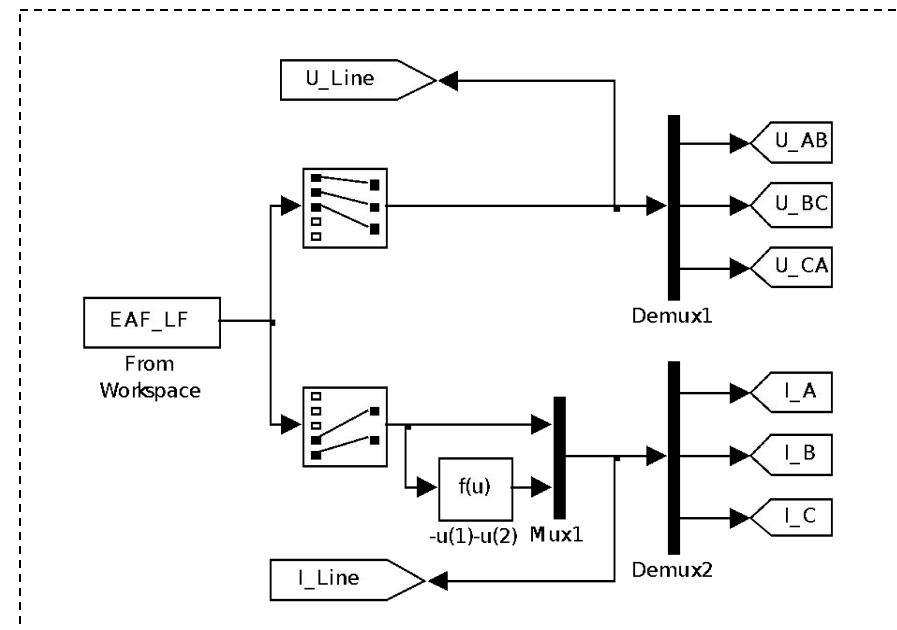 U_Line
U_AB
U_BC
U_CA
Demux1
EAF_LF
From
Workspace
I_A
I_B
I_C
f(u)
-u(1)-u(2)
Mux1
Demux2
I_Line